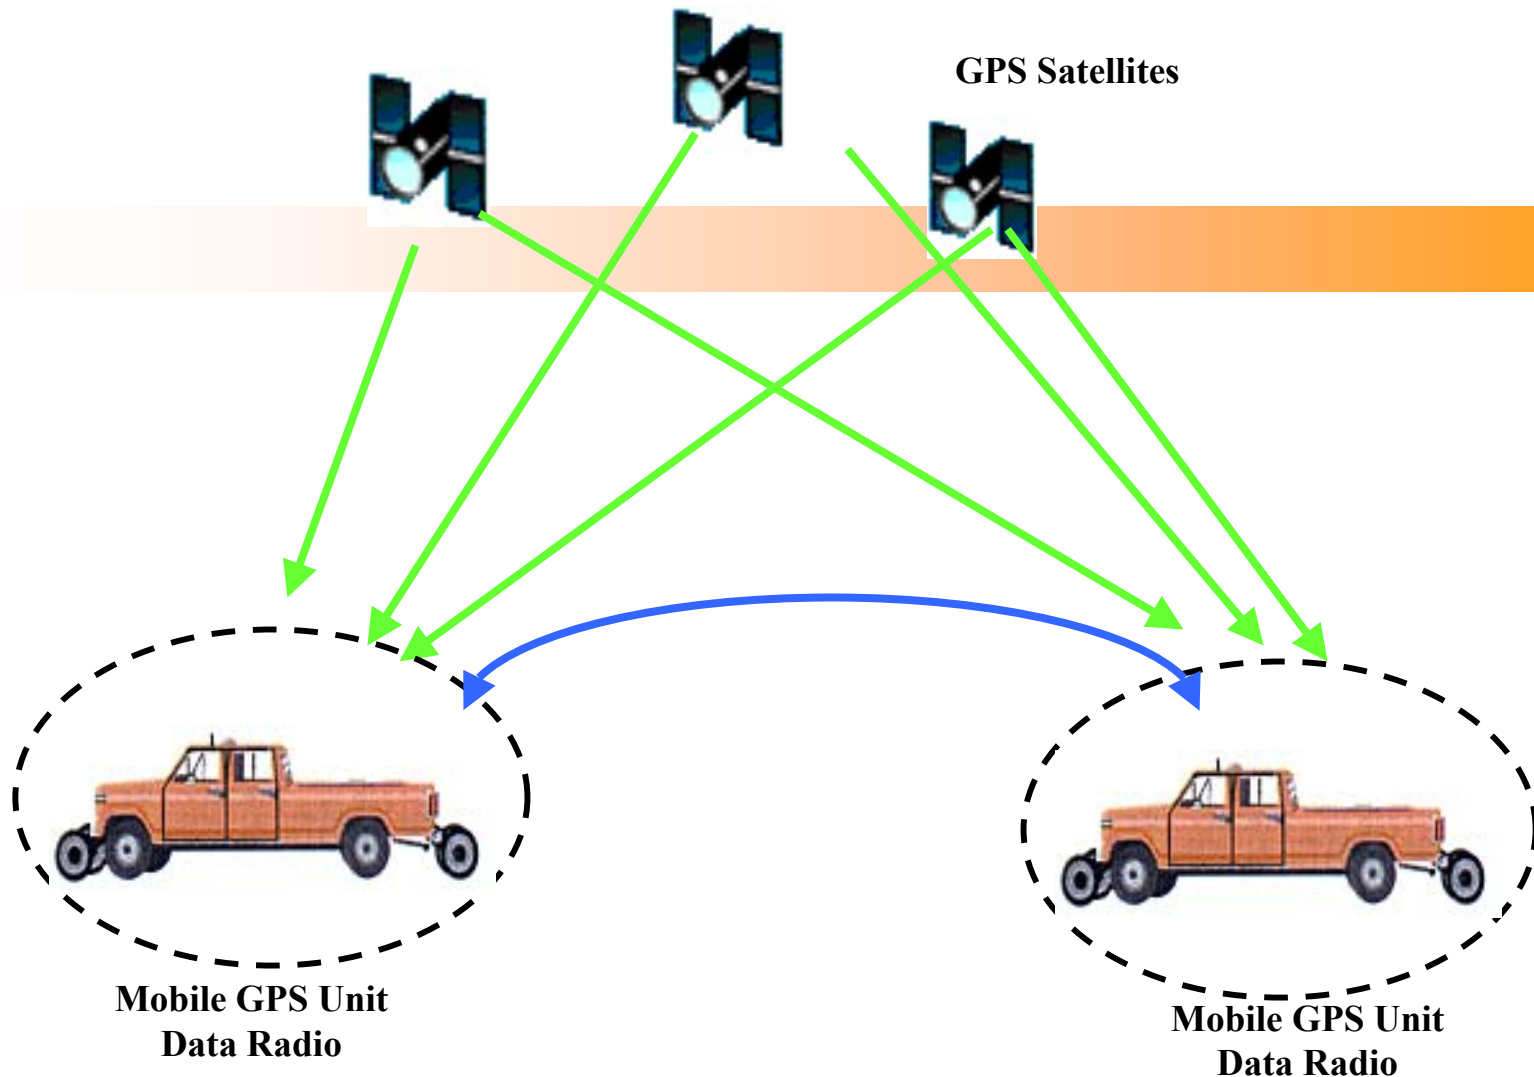 GPS Satellites
Mobile GPS Unit
Data Radio
Mobile GPS Unit
Data Radio